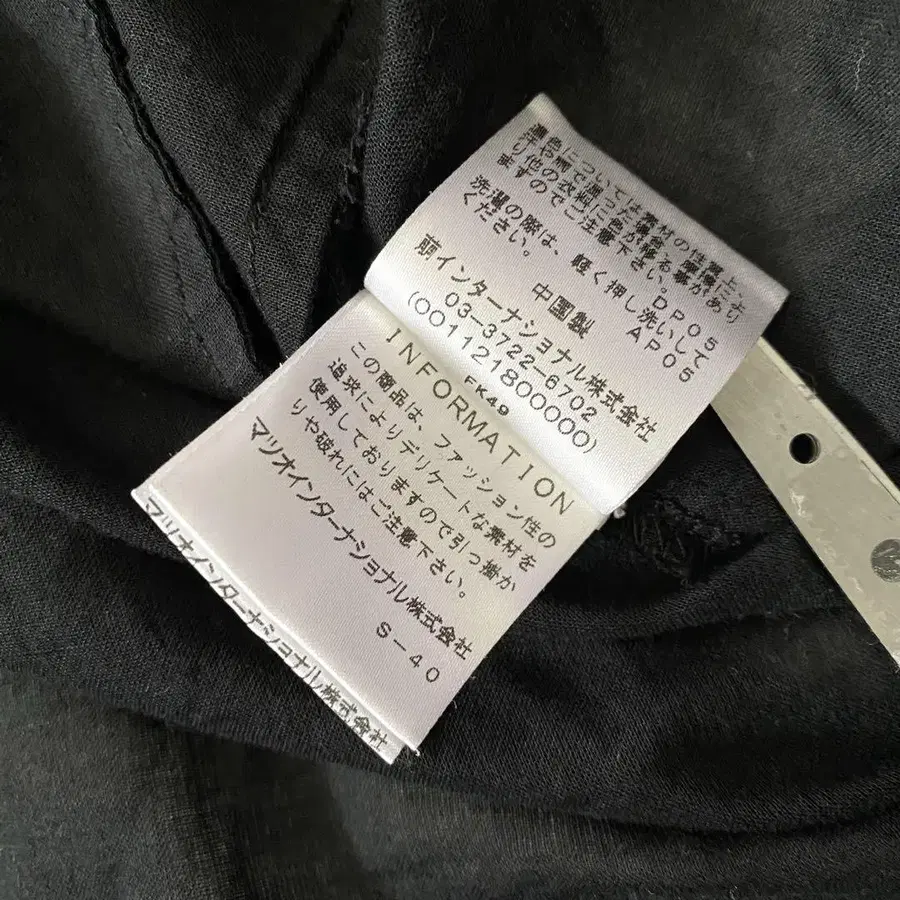 濃色については素材の性質上、
汗や雨で湿った場合や摩擦により
り他の衣料に色が移る事があり
ますのでご注意下さい。DP05
洗濯の際は、軽く押し洗いして
ください。 AP05
中国製
前インターナショナル株式会社
03-3722-6702
(001121800000)
FK49
INFORMATION
この商品は、ファッション性の
追求によりデリケートな素材を
使用しておりますので引っ掛か
りや破れにはご注意下さい。
マツオインターナショナル株式会社
S-40
マツオインターナショナル株式会社